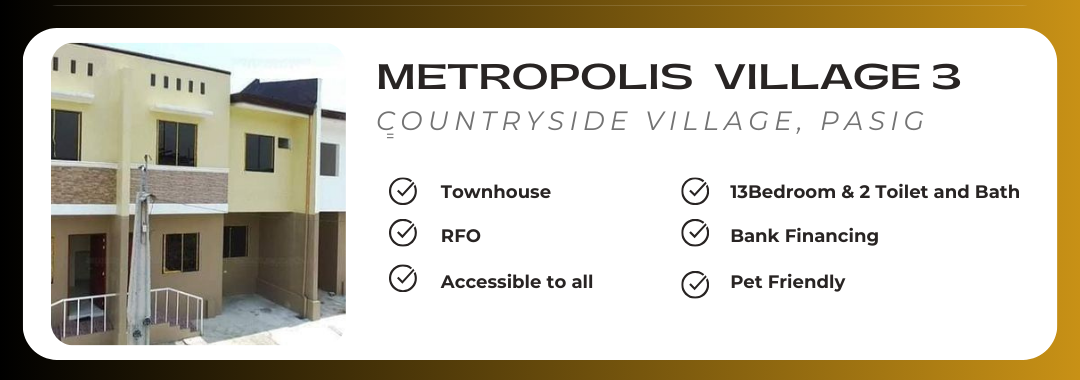 METROPOLIS VILLAGE 3
COUNTRYSIDE VILLAGE, PASIG
Townhouse
13Bedroom & 2 Toilet and Bath
RFO
Bank Financing
Accessible to all
Pet Friendly